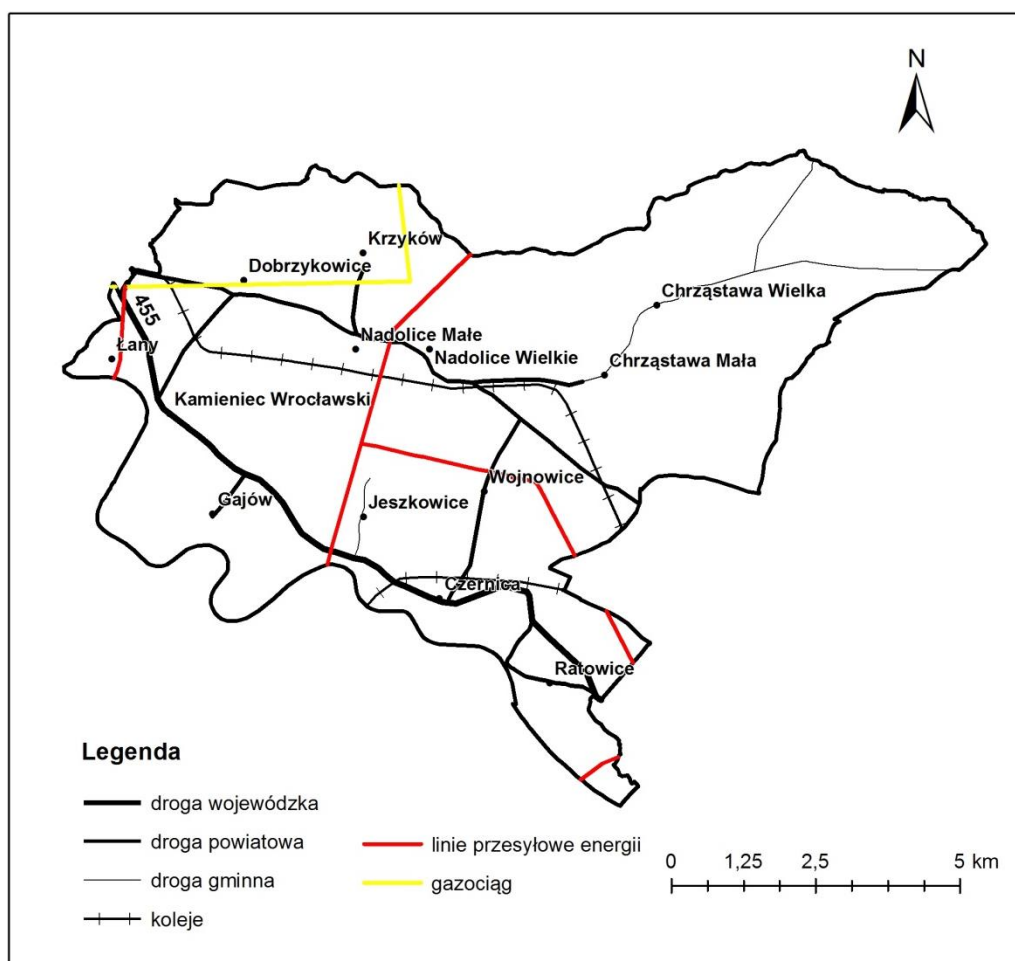 N
Krzyków
Dobrzykowice
455
Chrząstawa Wielka
Łany
Nadolice Małe
Nadolice Wielkie
Chrząstawa Mała
Kamieniec Wrocławski
Wojnowice
Gajów
Jeszkowice
Czernica
Ratowice
Legenda
droga wojewódzka
droga powiatowa
droga gminna
koleje
linie przesyłowe energii
gazociąg
0 1,25 2,5 5 km